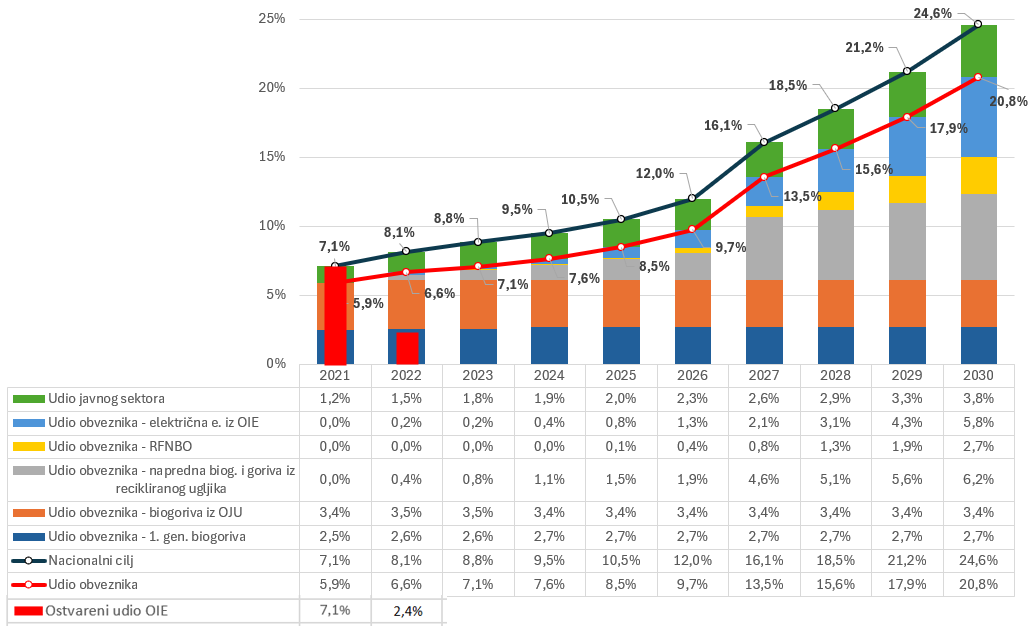 25%
20%
15%
10%
5%
0%
7,1%
8,1%
8,8%
9,5%
10,5%
12,0%
16,1%
18,5%
21,2%
24,6%
5,9%
6,6%
7,1%
7,6%
8,5%
9,7%
13,5%
15,6%
17,9%
20,8%
2021 2022 2023 2024 2025 2026 2027 2028 2029 2030
Udio javnog sektora 1,2% 1,5% 1,8% 1,9% 2,0% 2,3% 2,6% 2,9% 3,3% 3,8%
Udio obveznika - električna e. iz OIE 0,0% 0,2% 0,2% 0,4% 0,8% 1,3% 2,1% 3,1% 4,3% 5,8%
Udio obveznika - RFNBO 0,0% 0,0% 0,0% 0,0% 0,1% 0,4% 0,8% 1,3% 1,9% 2,7%
Udio obveznika - napredna biog. i goriva iz
recikliranog ugljika 0,0% 0,4% 0,8% 1,1% 1,5% 1,9% 4,6% 5,1% 5,6% 6,2%
Udio obveznika - biogoriva iz OJU 3,4% 3,5% 3,5% 3,4% 3,4% 3,4% 3,4% 3,4% 3,4% 3,4%
Udio obveznika - 1. gen. biogoriva 2,5% 2,6% 2,6% 2,7% 2,7% 2,7% 2,7% 2,7% 2,7% 2,7%
Nacionalni cilj 7,1% 8,1% 8,8% 9,5% 10,5% 12,0% 16,1% 18,5% 21,2% 24,6%
Udio obveznika 5,9% 6,6% 7,1% 7,6% 8,5% 9,7% 13,5% 15,6% 17,9% 20,8%
Ostvareni udio OIE 7,1% 2,4%